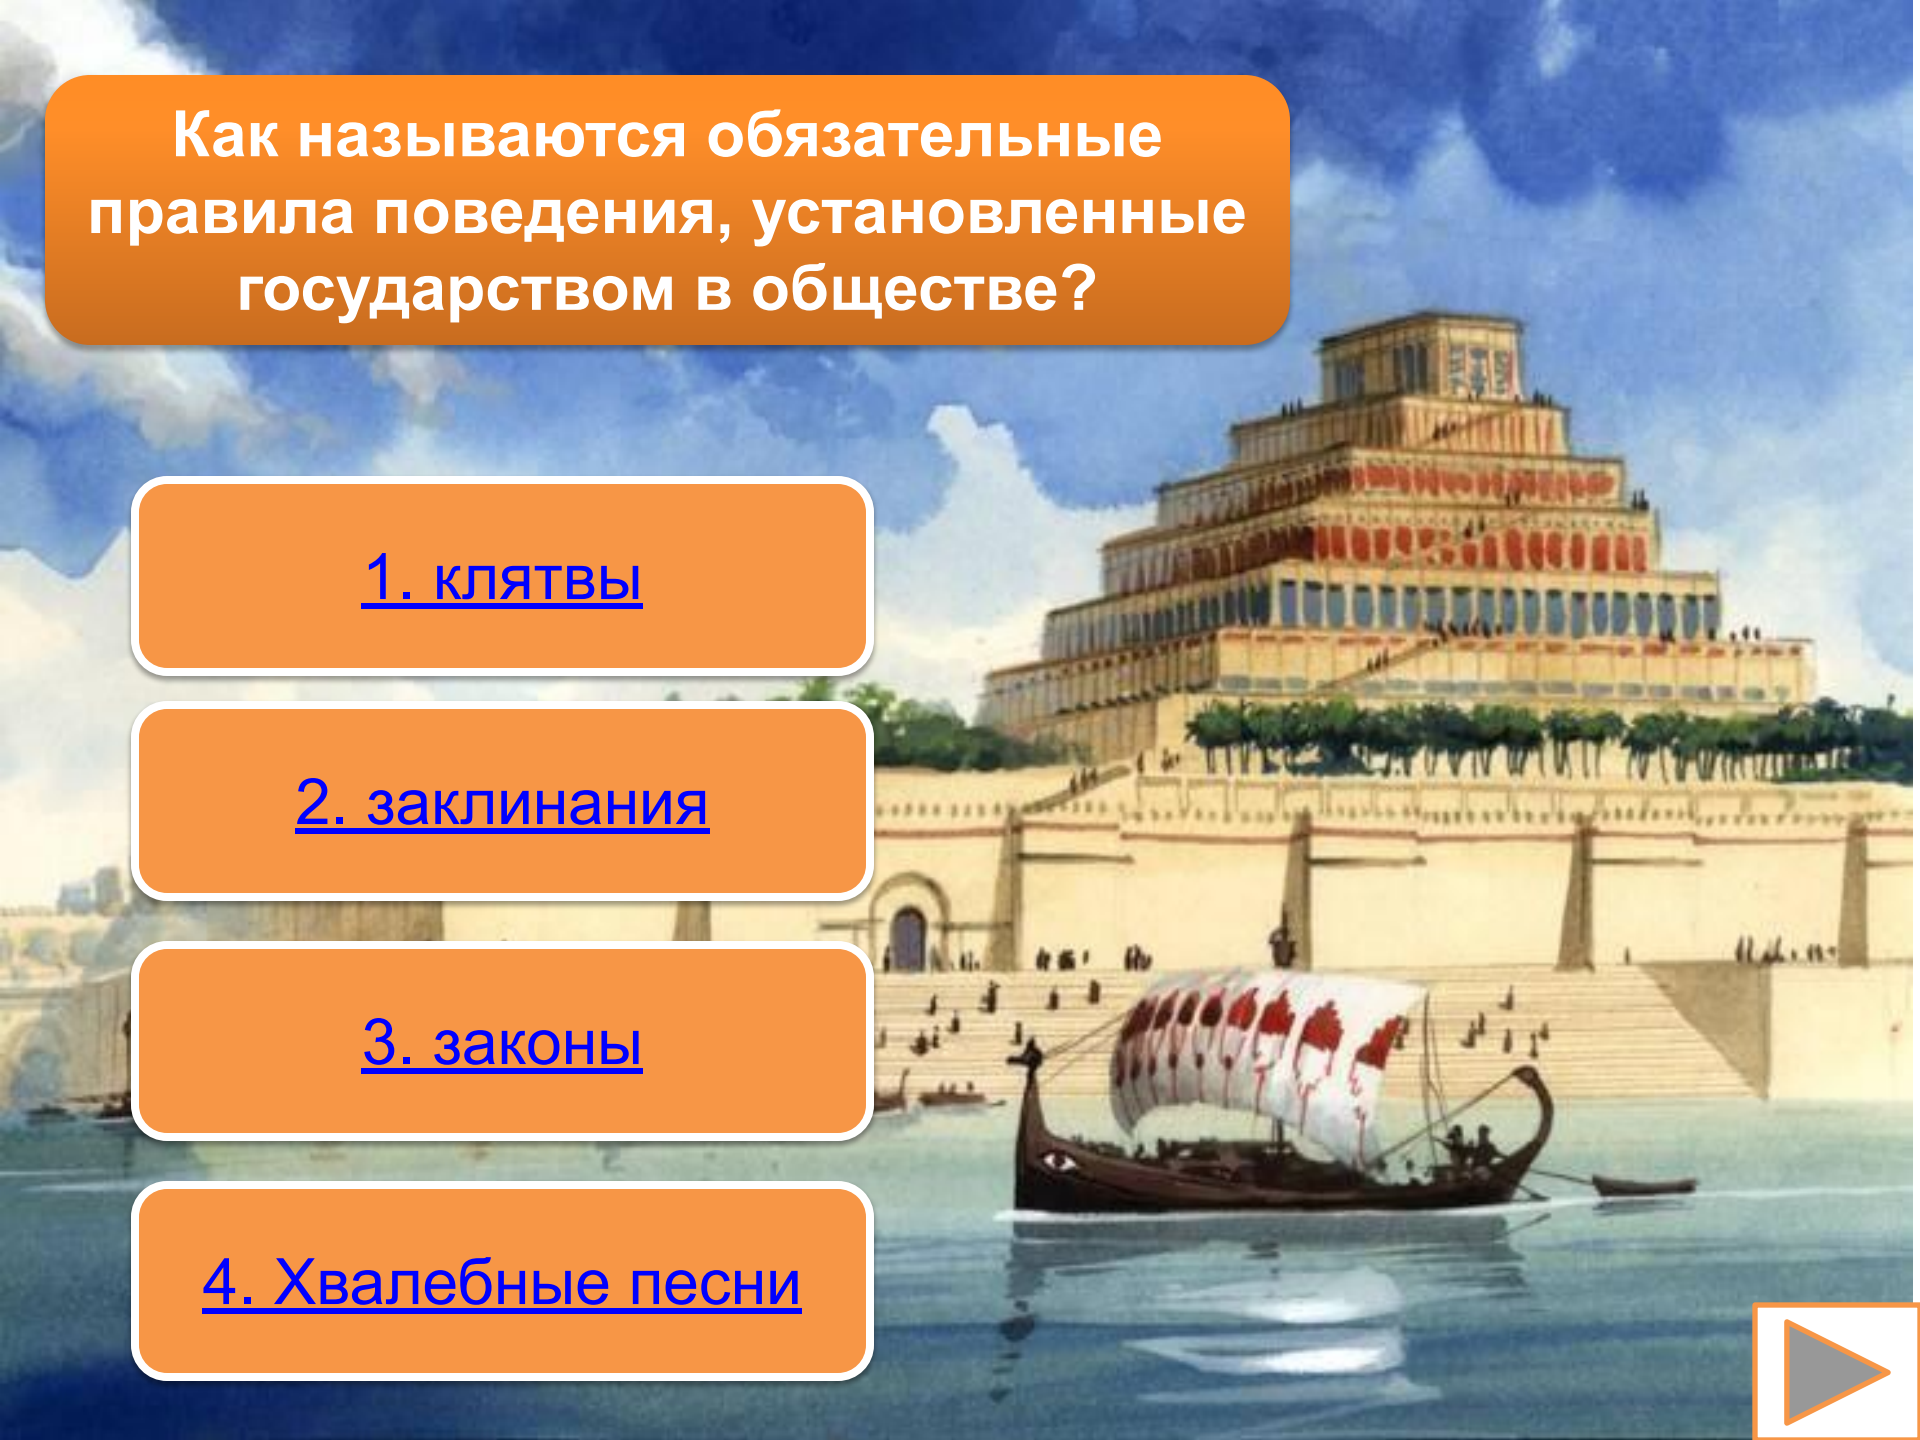 Как называются обязательные
правила поведения, установленные
государством в обществе?
1. клятвы
2. заклинания
3. законы
4. Хвалебные песни